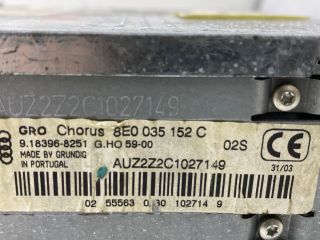 AUZ2Z2C1027149
GRO Chorus 8E0 035 152 C
9.18396-8251 G.HO 59-00 02S
MADE BY GRUNDIG
IN PORTUGAL
AUZ2Z2C1027149
CE
31/03
02 55563 0 30 102714 9